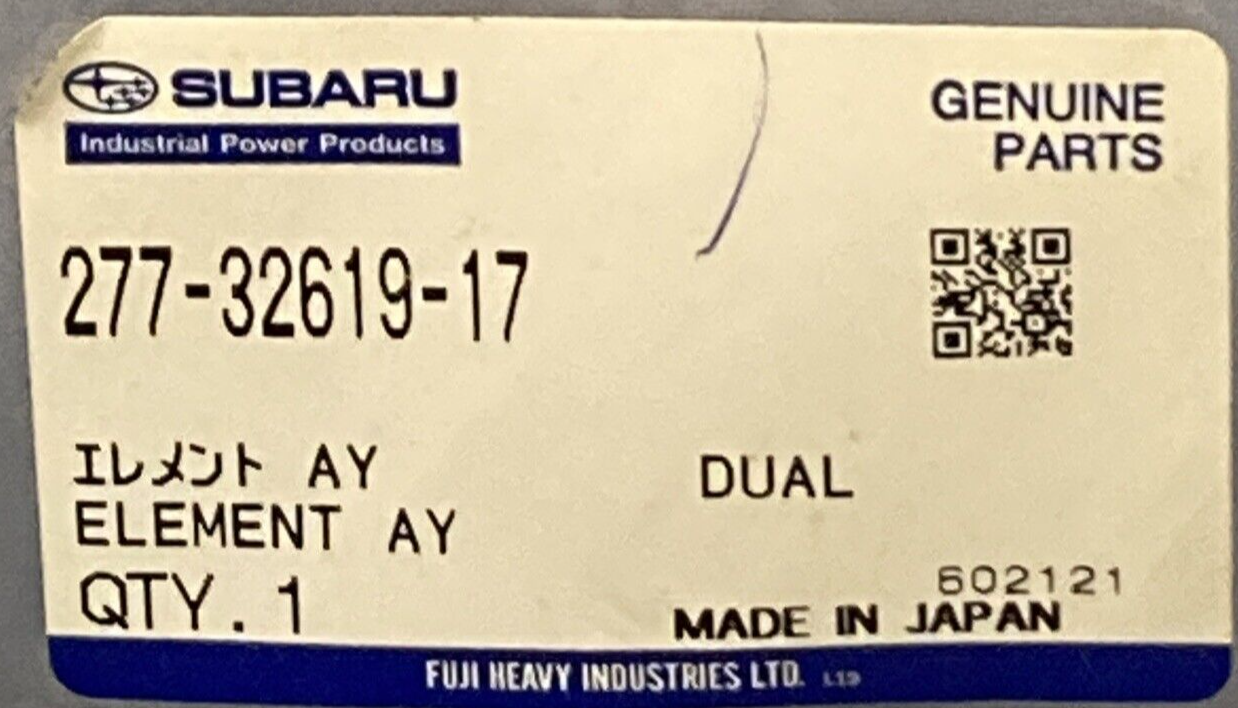 SUBARU
Industrial Power Products
GENUINE
PARTS
277-32619-17
エレメント AY
ELEMENT AY
DUAL
QTY.1
602121
MADE IN JAPAN
FUJI HEAVY INDUSTRIES LTD.